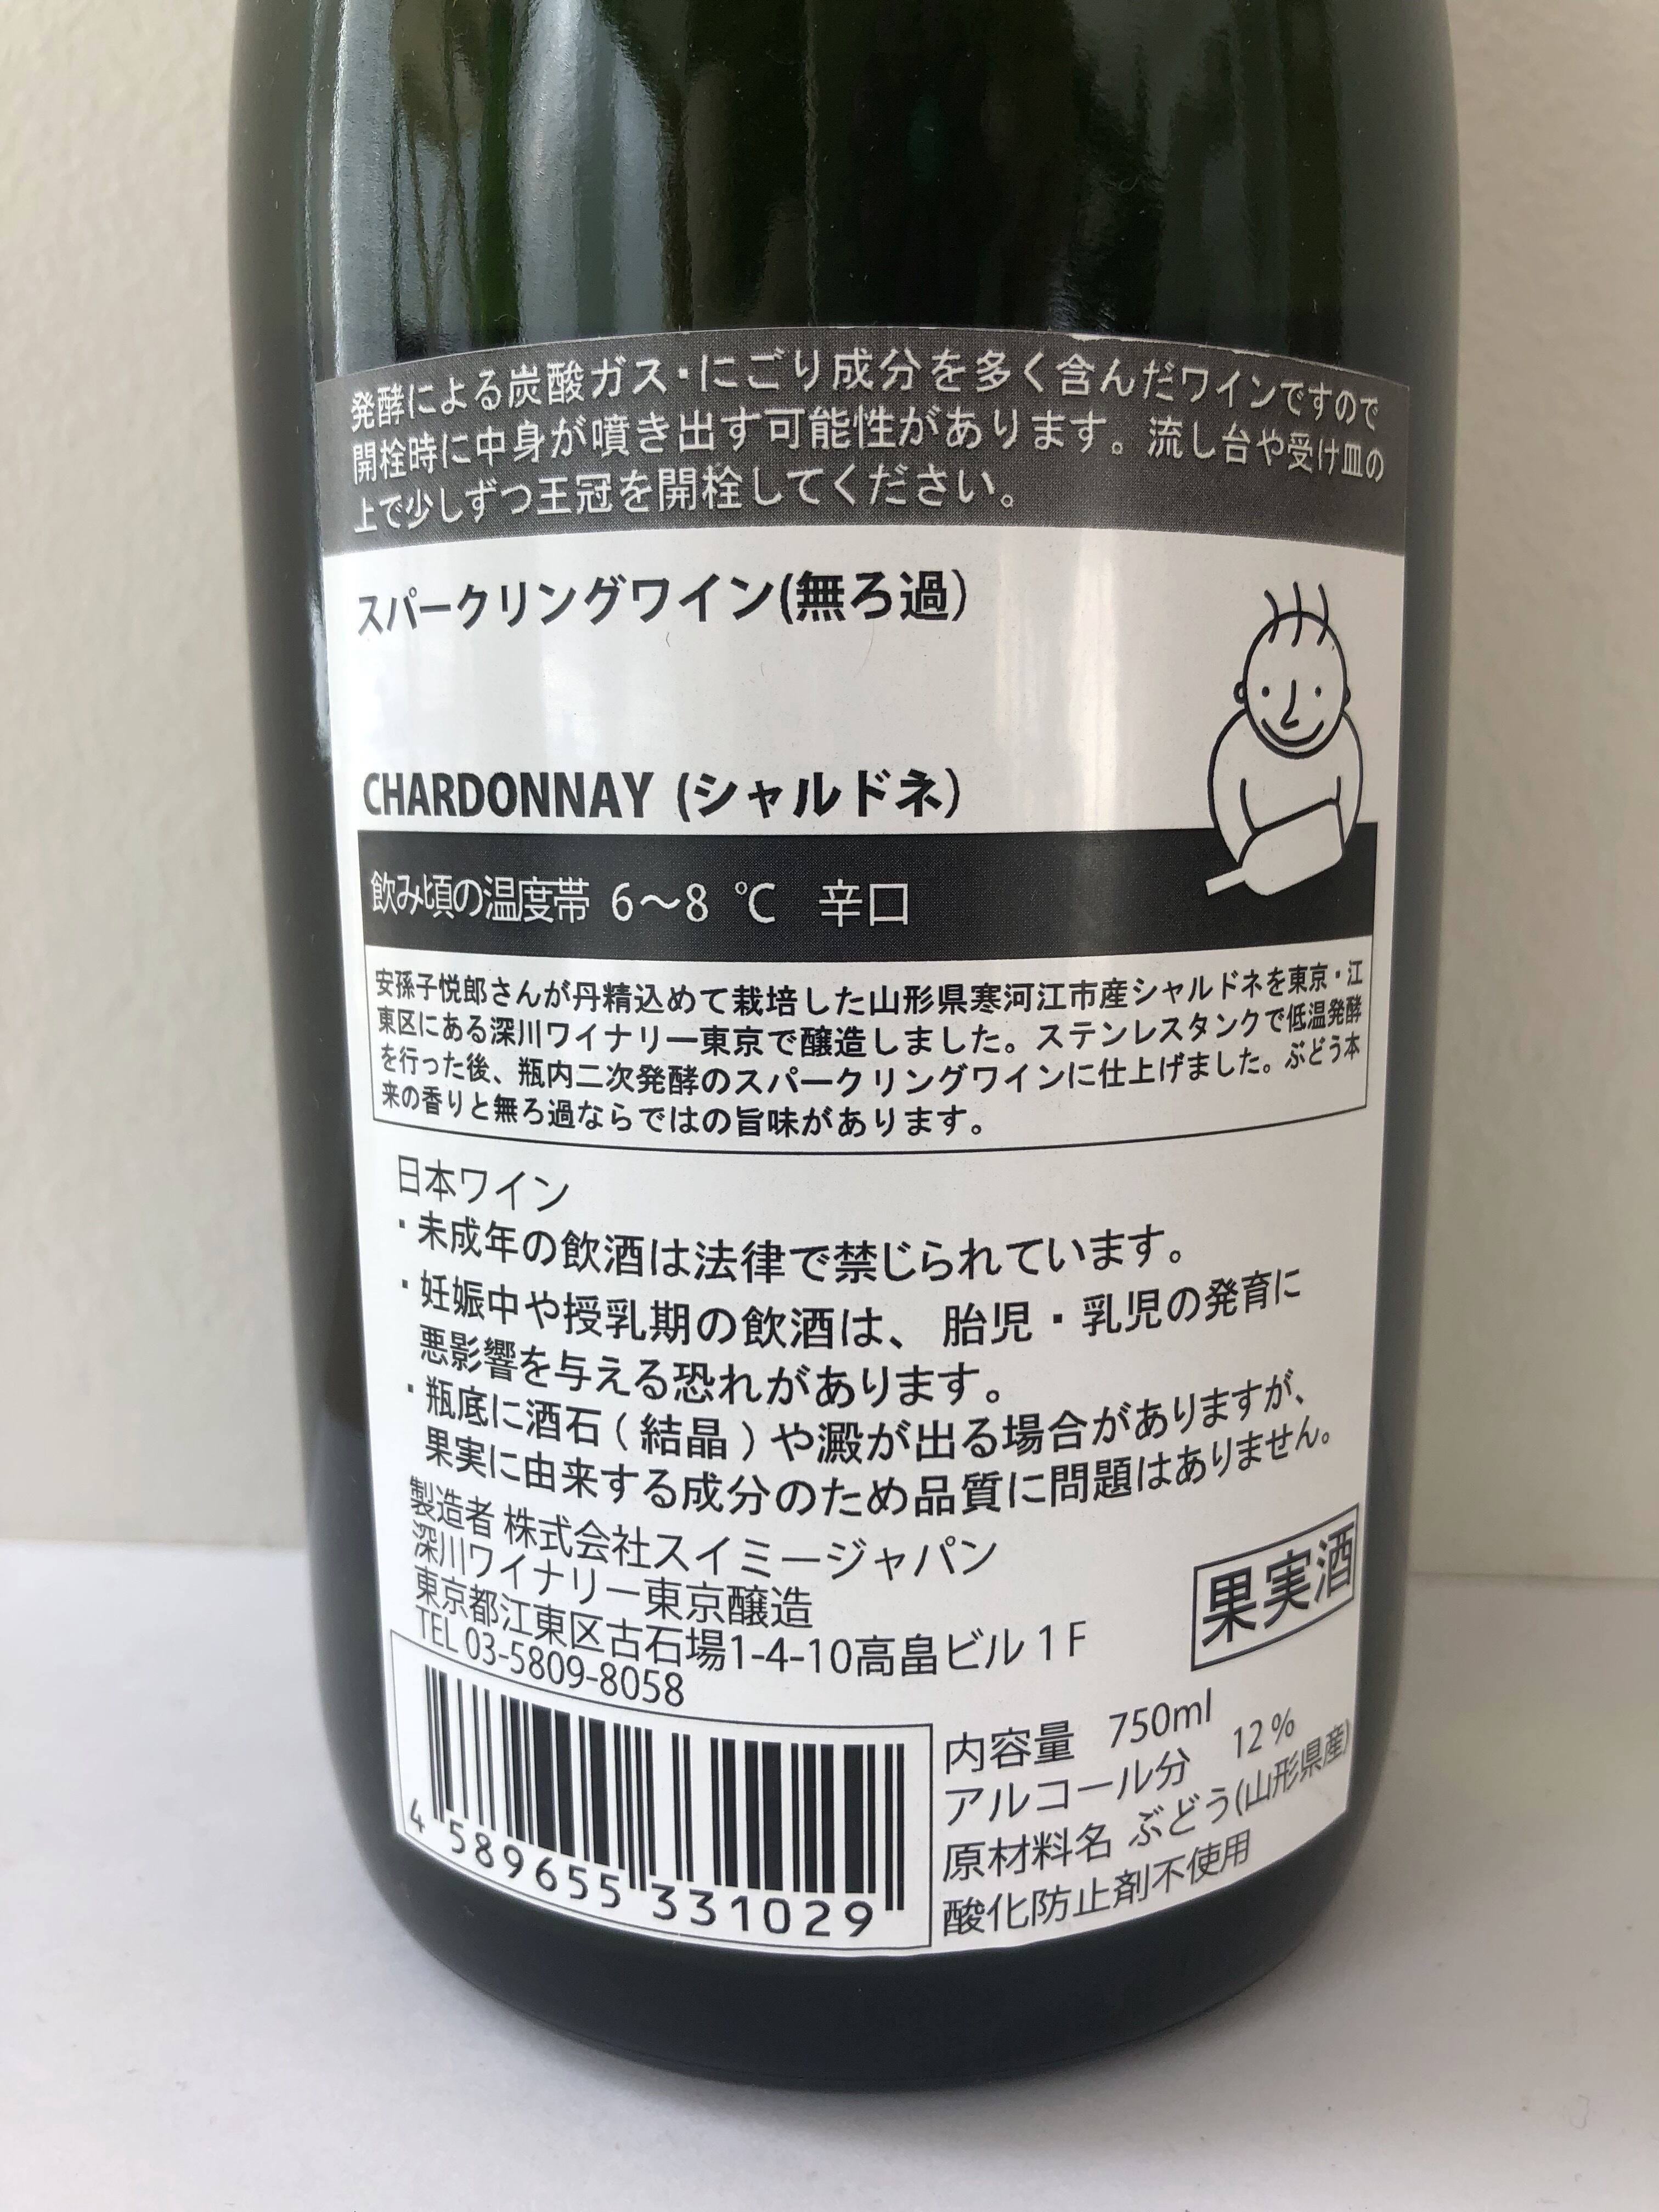 発酵による炭酸ガス・にごり成分を多く含んだワインですので
開栓時に中身が噴き出す可能性があります。流し台や受け皿の
上で少しずつ王冠を開栓してください。
スパークリングワイン(無ろ過)
CHARDONNAY (シャルドネ)
飲み頃の温度帯 6～8 ℃ 辛口
安孫子悦郎さんが丹精込めて栽培した山形県寒河江市産シャルドネを東京・江
東区にある深川ワイナリー東京で醸造しました。ステンレスタンクで低温発酵
を行った後、瓶内二次発酵のスパークリングワインに仕上げました。ぶどう本
来の香りと無ろ過ならではの旨味があります。
日本ワイン
・未成年の飲酒は法律で禁じられています。
・妊娠中や授乳期の飲酒は、胎児・乳児の発育に
悪影響を与える恐れがあります。
・瓶底に酒石(結晶)や澱が出る場合がありますが、
果実に由来する成分のため品質に問題はありません。
製造者 株式会社スイミージャパン
深川ワイナリー東京醸造
東京都江東区古石場1-4-10高畠ビル1F
TEL 03-5809-8058
果実酒
4 589655 331029
内容量 750ml
アルコール分 12%
原材料名 ぶどう(山形県産)
酸化防止剤不使用